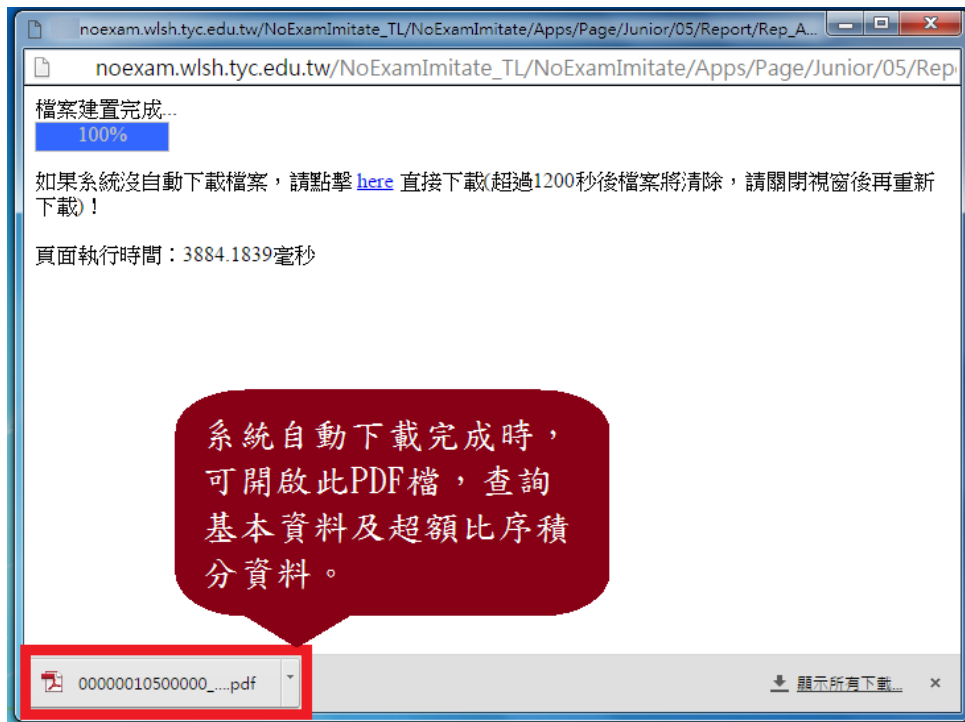 noexam.wlsh.tyc.edu.tw/NoExamImitate_TL/NoExamImitate/Apps/Page/Junior/05/Report/Rep_A...
noexam.wlsh.tyc.edu.tw/NoExamImitate_TL/NoExamImitate/Apps/Page/Junior/05/Rep
檔案建置完成...
100%
如果系統沒自動下載檔案，請點擊 here 直接下載(超過1200秒後檔案將清除，請關閉視窗後再重新
下載)！
頁面執行時間：3884.1839毫秒
系統自動下載完成時，
可開啟此PDF檔，查詢
基本資料及超額比序積
分資料。
00000010500000_....pdf
顯示所有下載...